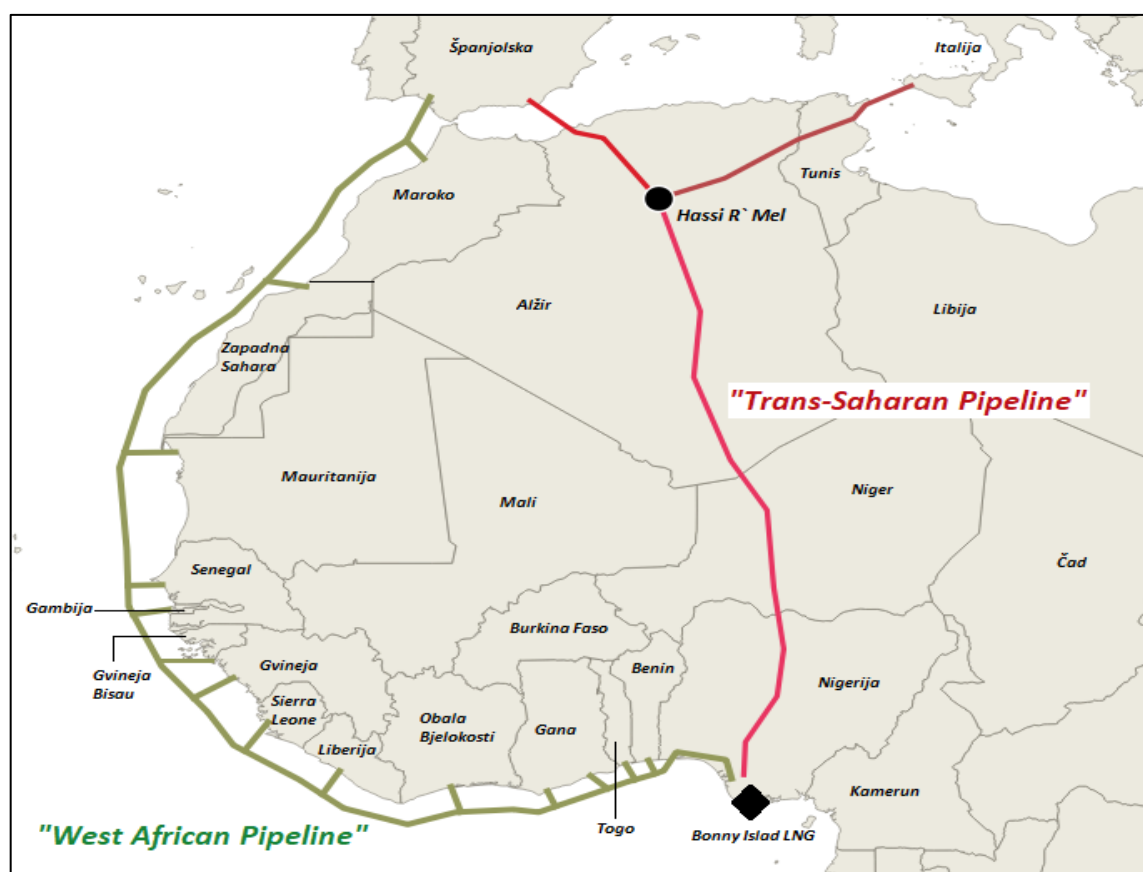 Španjolska
Italija
Maroko
Tunis
Hassi R` Mel
Alžir
Libija
Zapadna
Sahara
"Trans-Saharan Pipeline"
Mauritanija
Mali
Niger
Čad
Senegal
Gambija
Burkina Faso
Gvineja
Bisau
Gvineja
Benin
Nigerija
Sierra
Leone
Obala
Bjelokosti
Gana
Liberija
Kamerun
Togo
Bonny Islad LNG
"West African Pipeline"